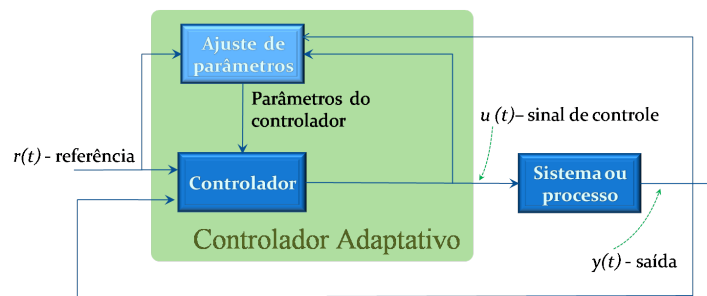 Ajuste de
parâmetros
Parâmetros do
controlador
u (t)– sinal de controle
r(t) - referência
Controlador
Sistema ou
processo
Controlador Adaptativo
y(t) - saída